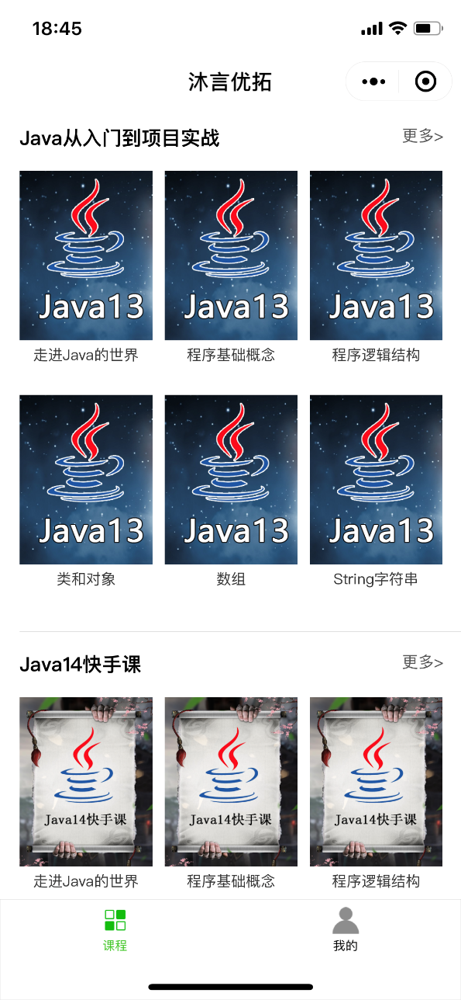 18:45
沐言优拓
Java从入门到项目实战
更多>
Java13
Java13
Java13
走进Java的世界
程序基础概念
程序逻辑结构
Java13
Java13
Java13
类和对象
数组
String字符串
Java14快手课
更多>
Java14快手课
Java14快手课
Java14快手课
走进Java的世界
程序基础概念
程序逻辑结构
课程
我的